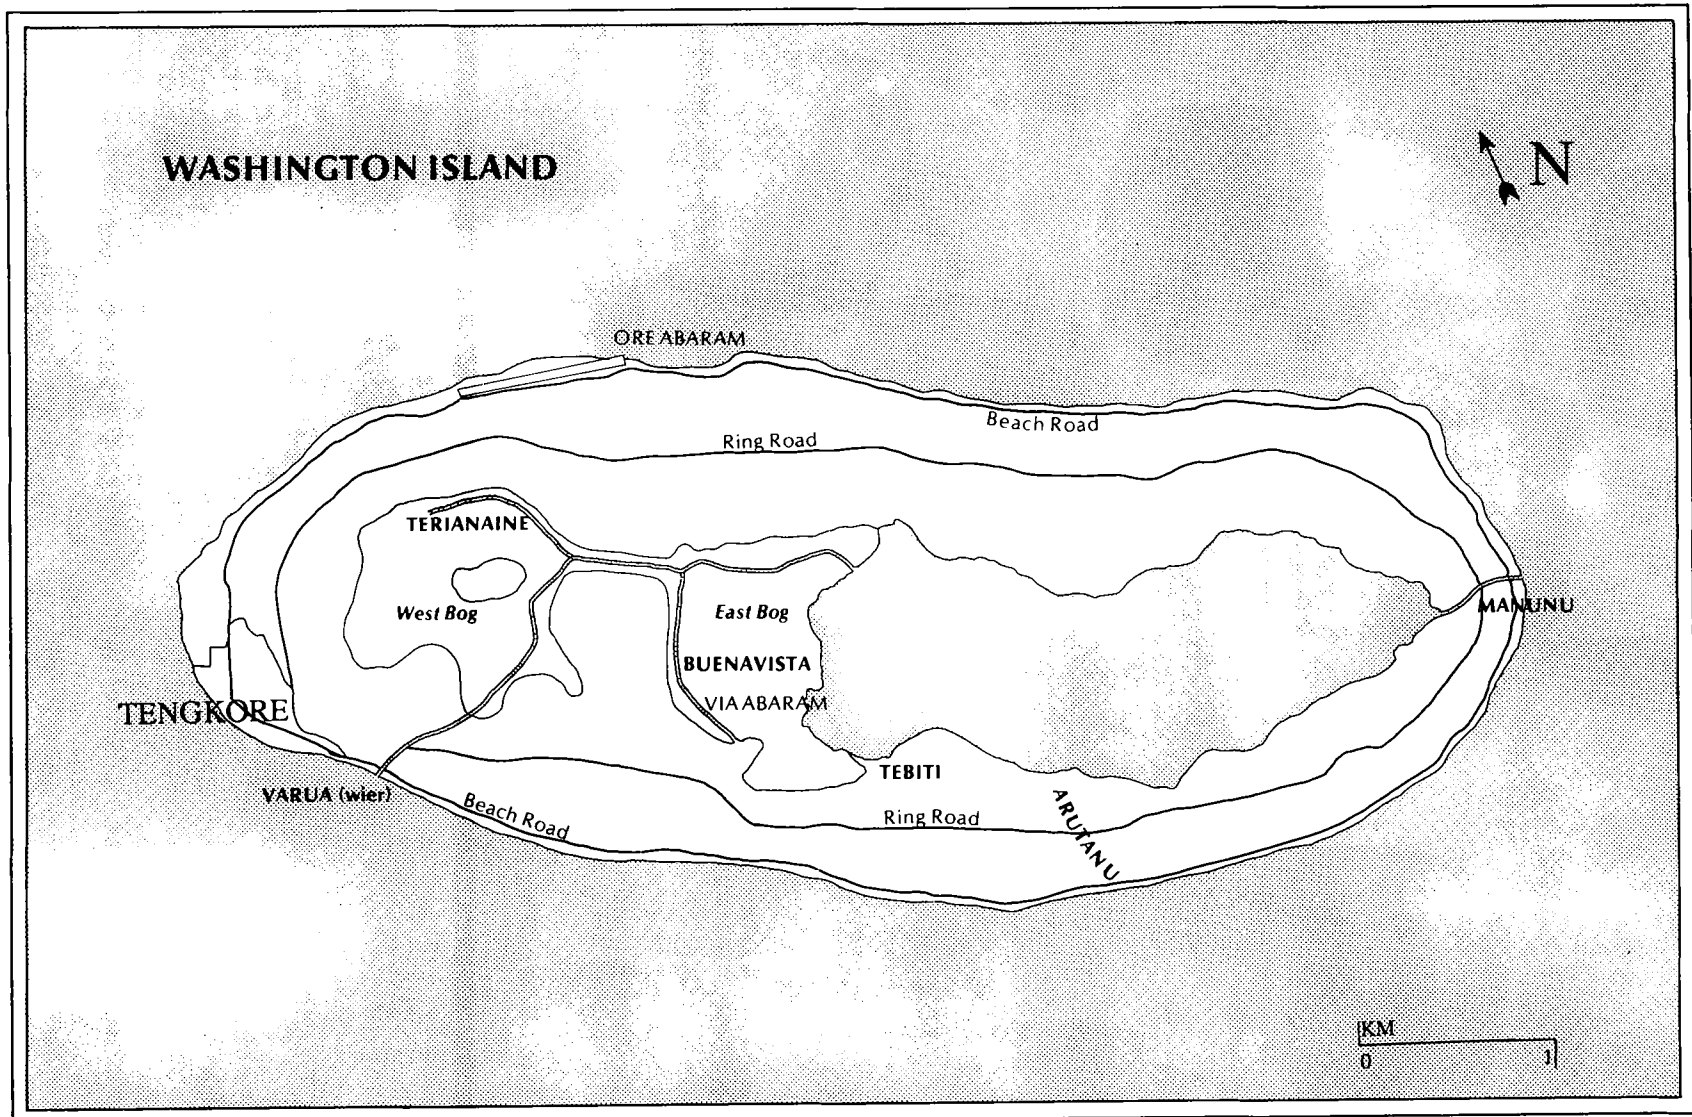 WASHINGTON ISLAND
N
ORE ABARAM
Beach Road
Ring Road
TERIANAINE
West Bog
East Bog
MANUNU
BUENAVISTA
VIA ABARAM
TENGKORE
TEBITI
VARUA (wier)
Beach Road
Ring Road
ARUTANU
KM
0 1